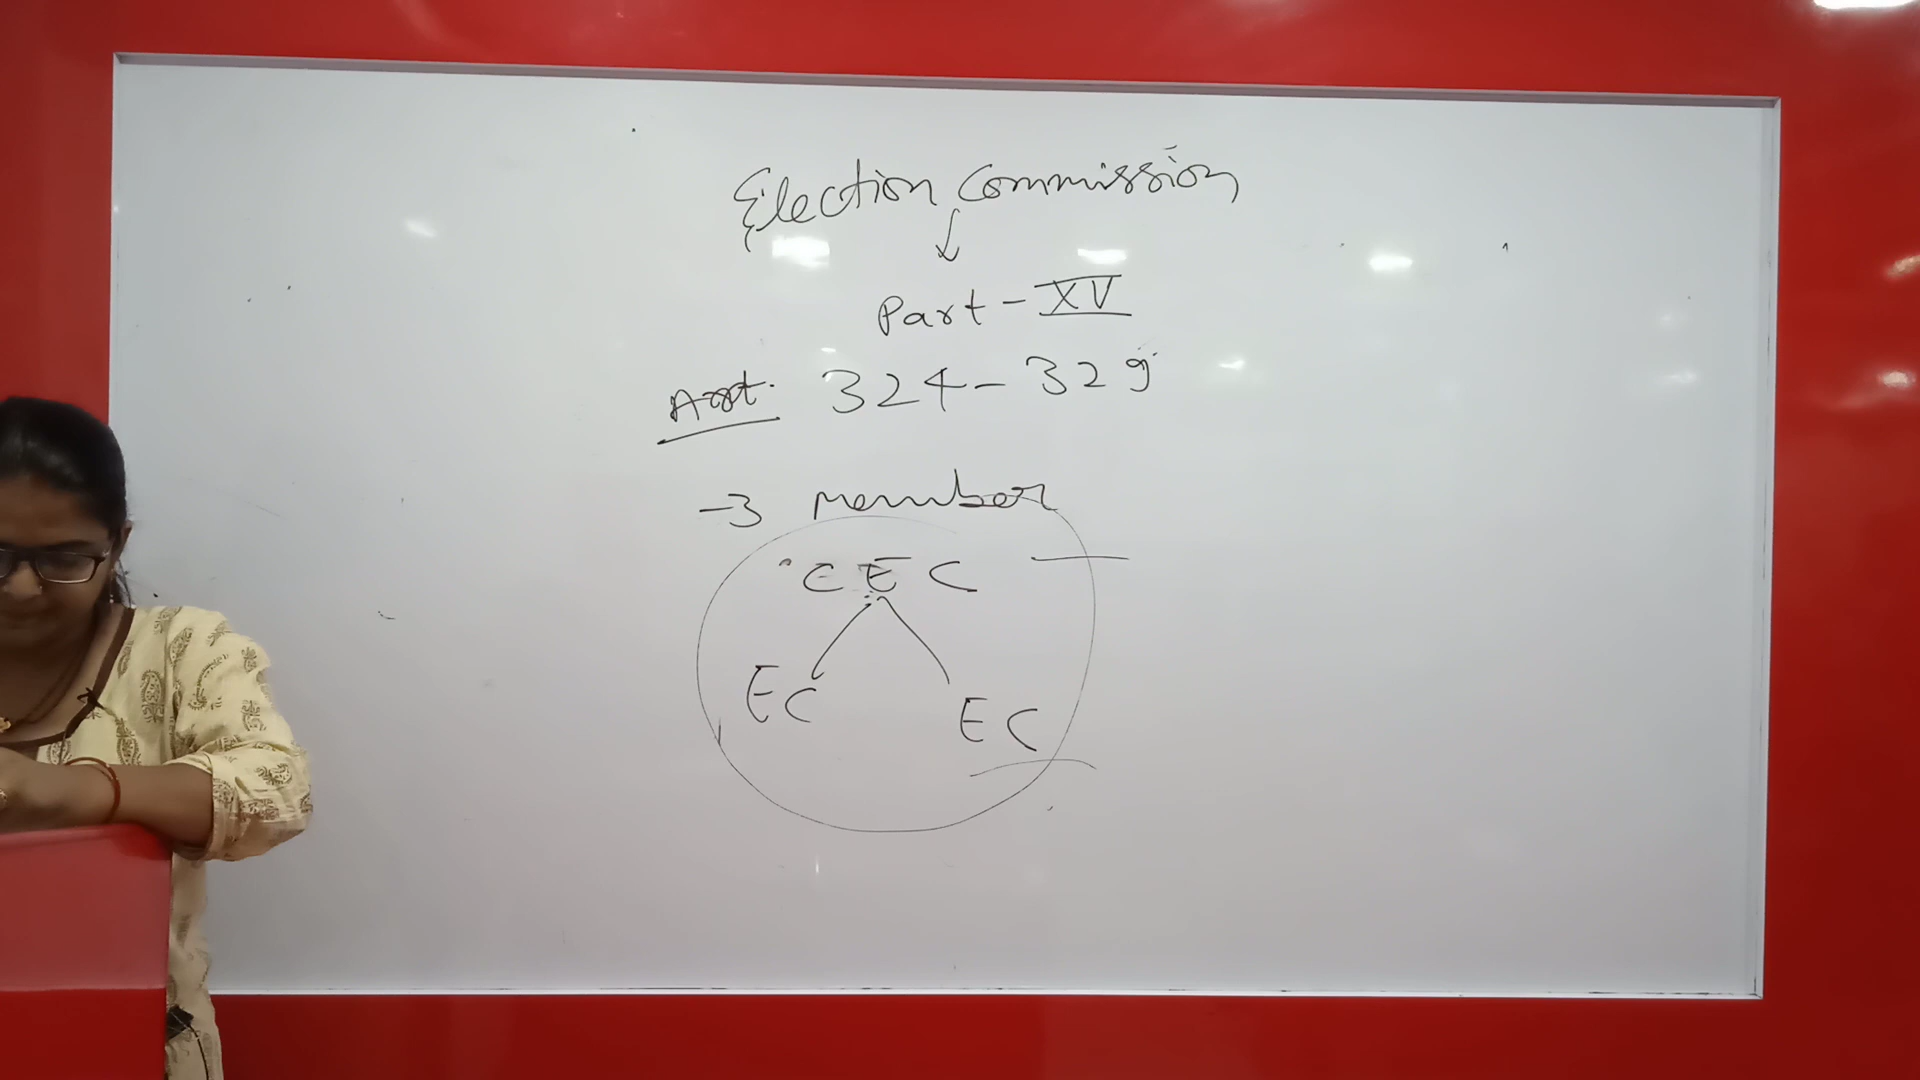 Election Commission
Part - XV
Art. 324 - 329
-3 Member
CEC
EC
EC